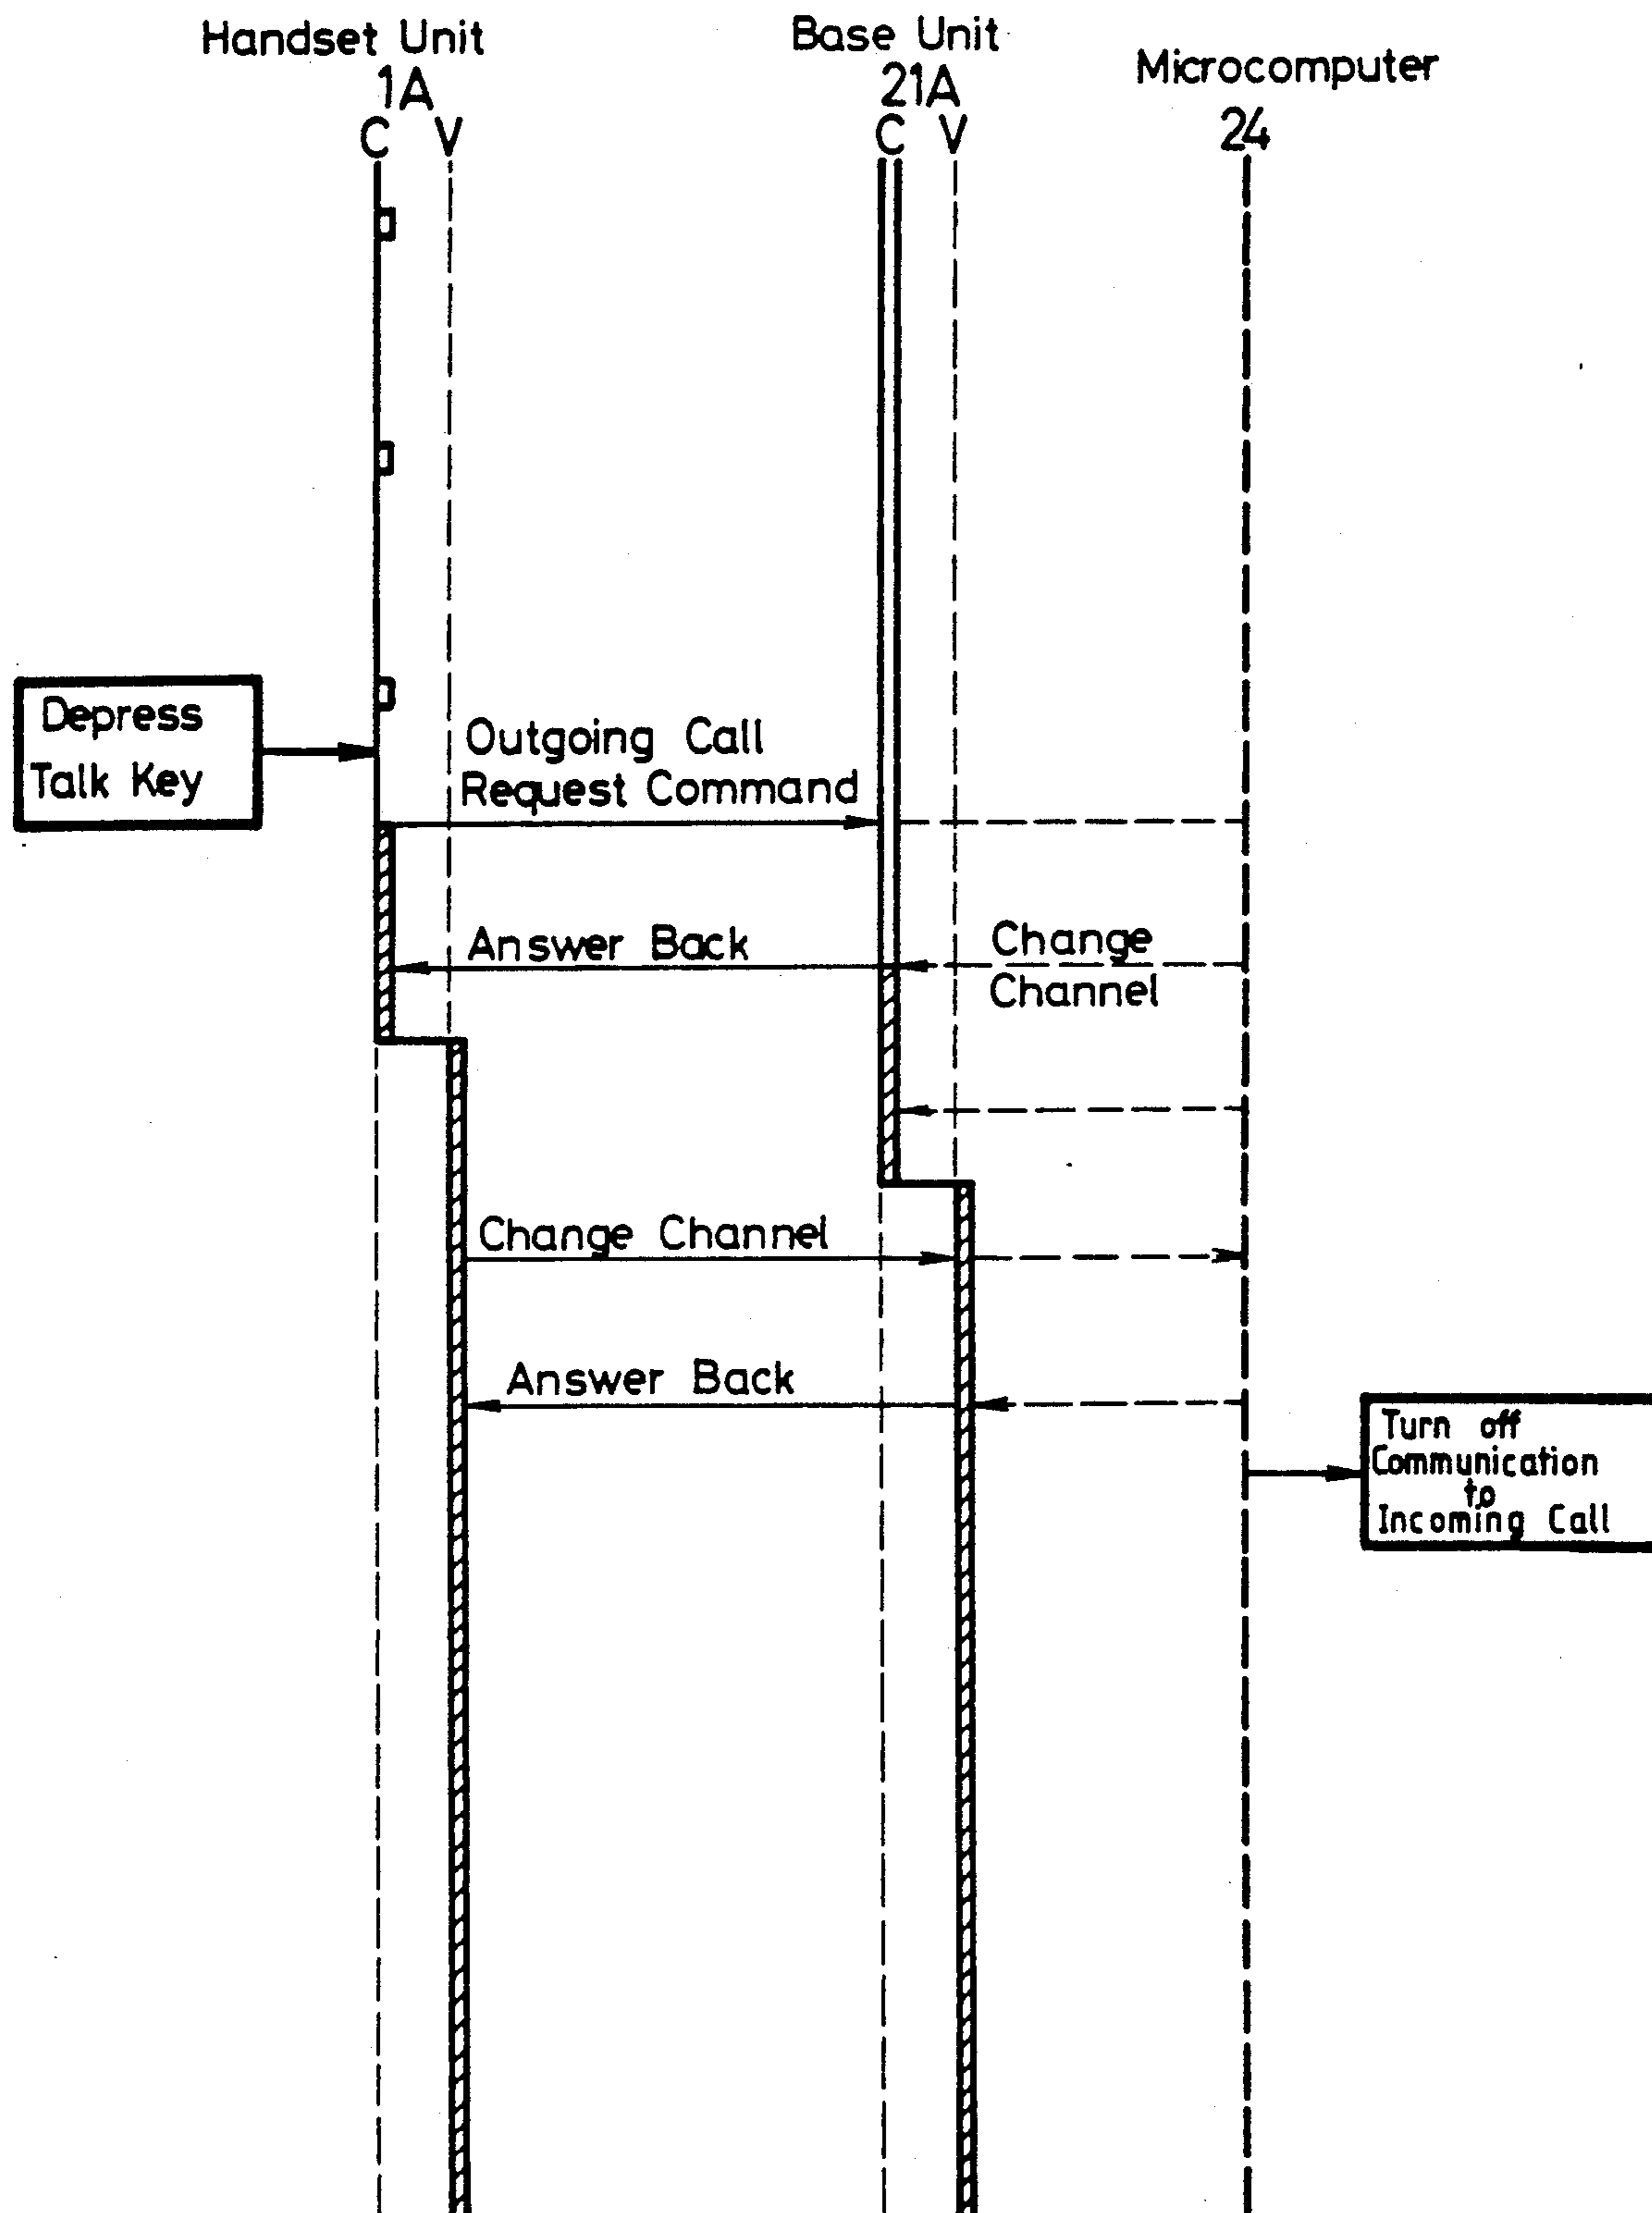 Handset Unit
1A
C V
Base Unit
21A
C V
Microcomputer
24
Depress
Talk Key
Outgoing Call
Request Command
Answer Back
Change
Channel
Change Channel
Answer Back
Turn off
Communication
to
Incoming Call